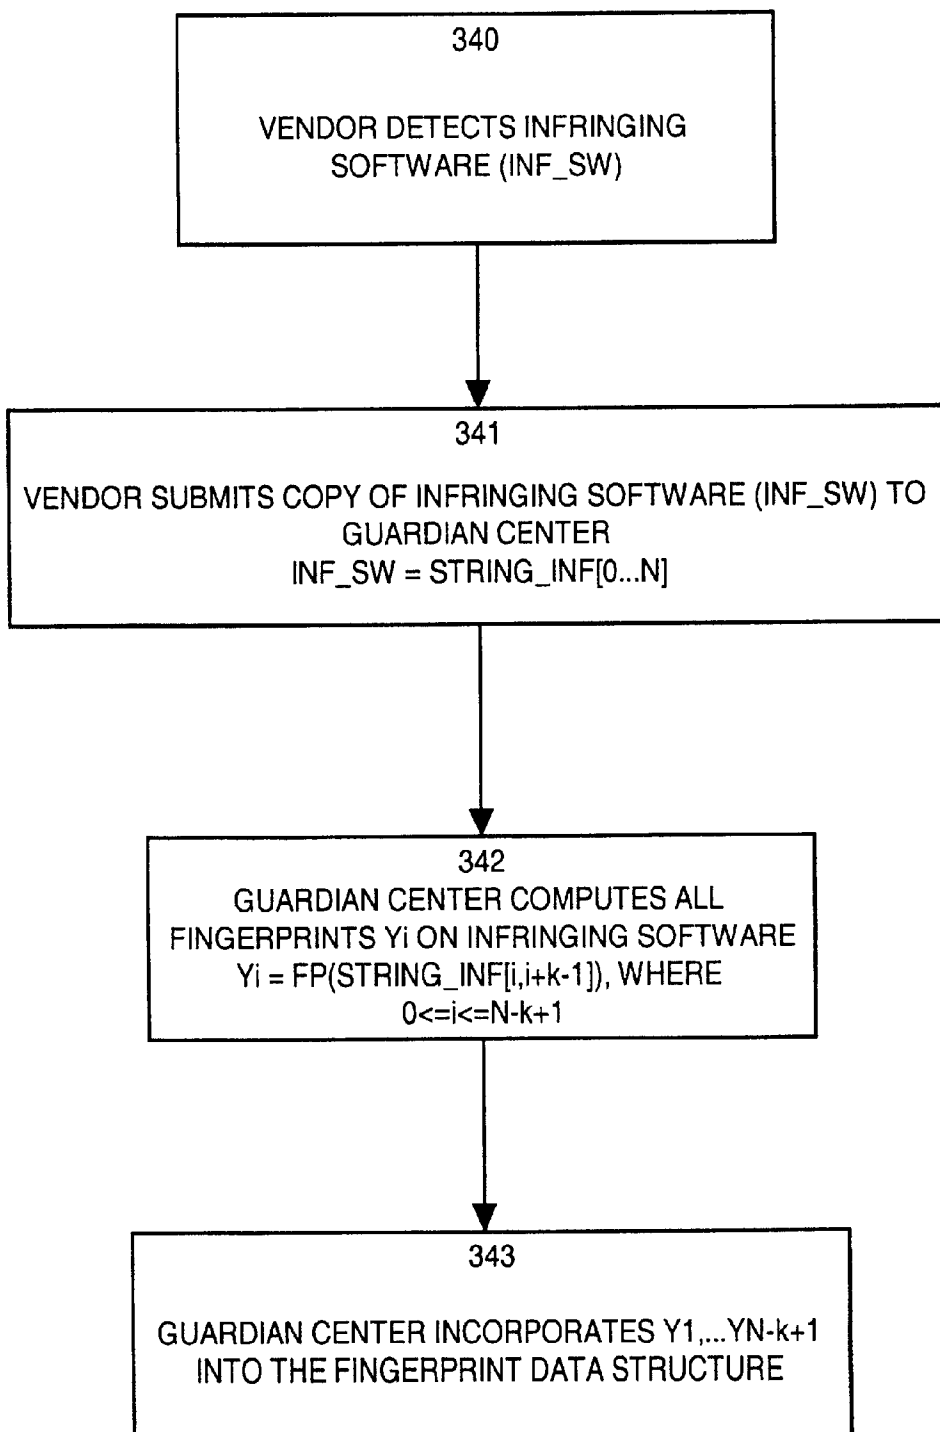 340
VENDOR DETECTS INFRINGING
SOFTWARE (INF_SW)
341
VENDOR SUBMITS COPY OF INFRINGING SOFTWARE (INF_SW) TO
GUARDIAN CENTER
INF_SW = STRING_INF[0...N]
342
GUARDIAN CENTER COMPUTES ALL
FINGERPRINTS Yi ON INFRINGING SOFTWARE
Yi = FP(STRING_INF[i,i+k-1]), WHERE
0<=i<=N-k+1
343
GUARDIAN CENTER INCORPORATES Y1,...YN-k+1
INTO THE FINGERPRINT DATA STRUCTURE